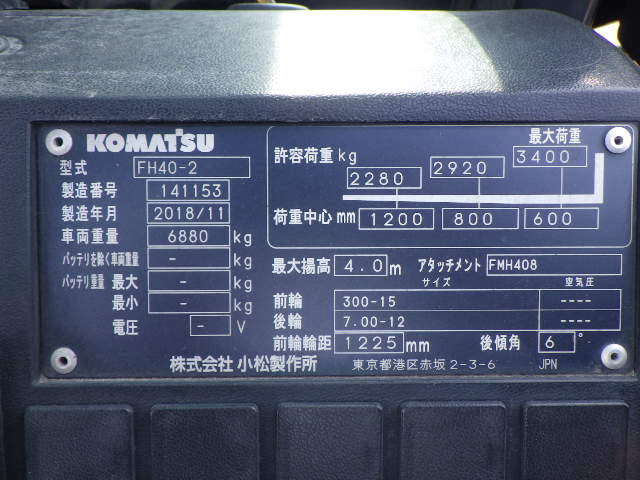 KOMATSU
型式 FH40-2
製造番号 141153
製造年月 2018/11
車両重量 6880 kg
バッテリを除く車両重量 - kg
バッテリ重量 最大 - kg
最小 - kg
電圧 - V
最大荷重
許容荷重 kg 2280 2920 3400
荷重中心 mm 1200 800 600
最大揚高 4.0 m アタッチメント FMH408
サイズ 空気圧
前輪 300-15 ----
後輪 7.00-12 ----
前輪輪距 1225 mm 後傾角 6 °
株式会社 小松製作所 東京都港区赤坂 2-3-6 JPN